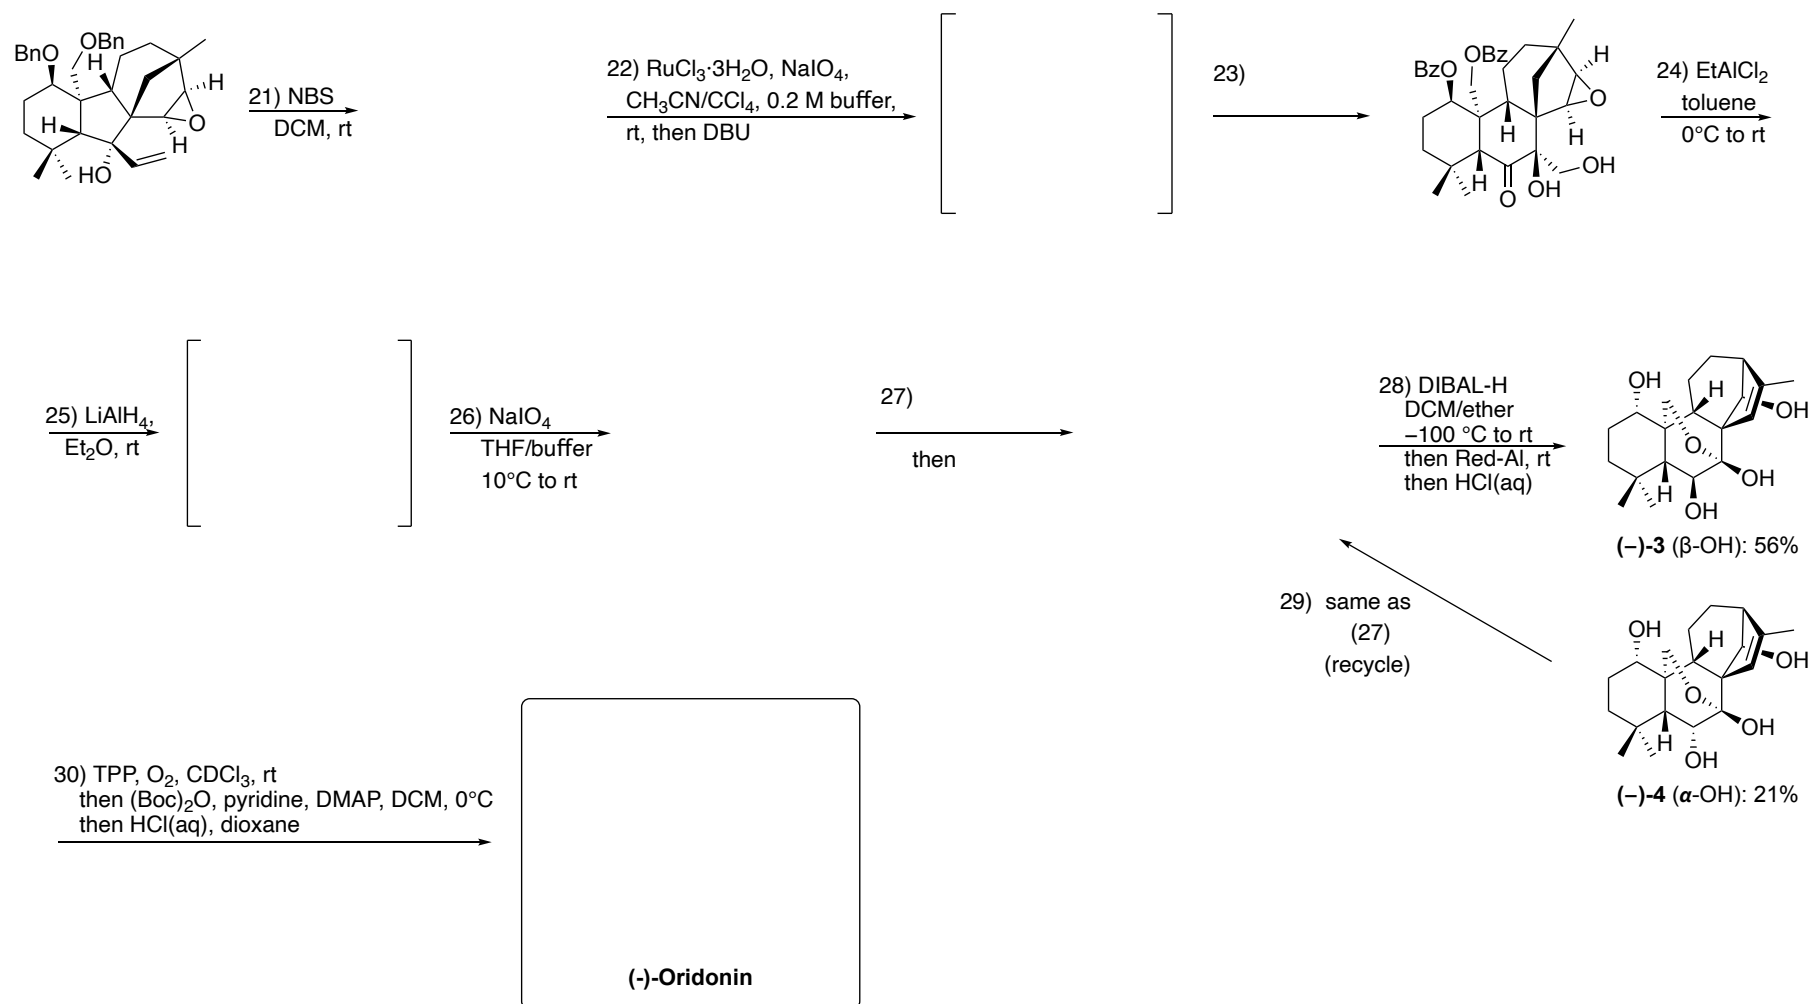 BnO
OBn
H
H
H
O
H
HO
21) NBS
DCM, rt
22) RuCl₃·3H₂O, NaIO₄,
CH₃CN/CCl₄, 0.2 M buffer,
rt, then DBU
23)
BzO
OBz
H
O
H
H
H
O
OH
OH
24) EtAlCl₂
toluene
0°C to rt
25) LiAlH₄,
Et₂O, rt
26) NaIO₄
THF/buffer
10°C to rt
27)
then
28) DIBAL-H
DCM/ether
–100 °C to rt
then Red-Al, rt
then HCl(aq)
OH
H
OH
O
OH
H
OH
(–)-3 (β-OH): 56%
29) same as
(27)
(recycle)
OH
H
OH
O
OH
H
OH
(–)-4 (α-OH): 21%
30) TPP, O₂, CDCl₃, rt
then (Boc)₂O, pyridine, DMAP, DCM, 0°C
then HCl(aq), dioxane
(-)-Oridonin